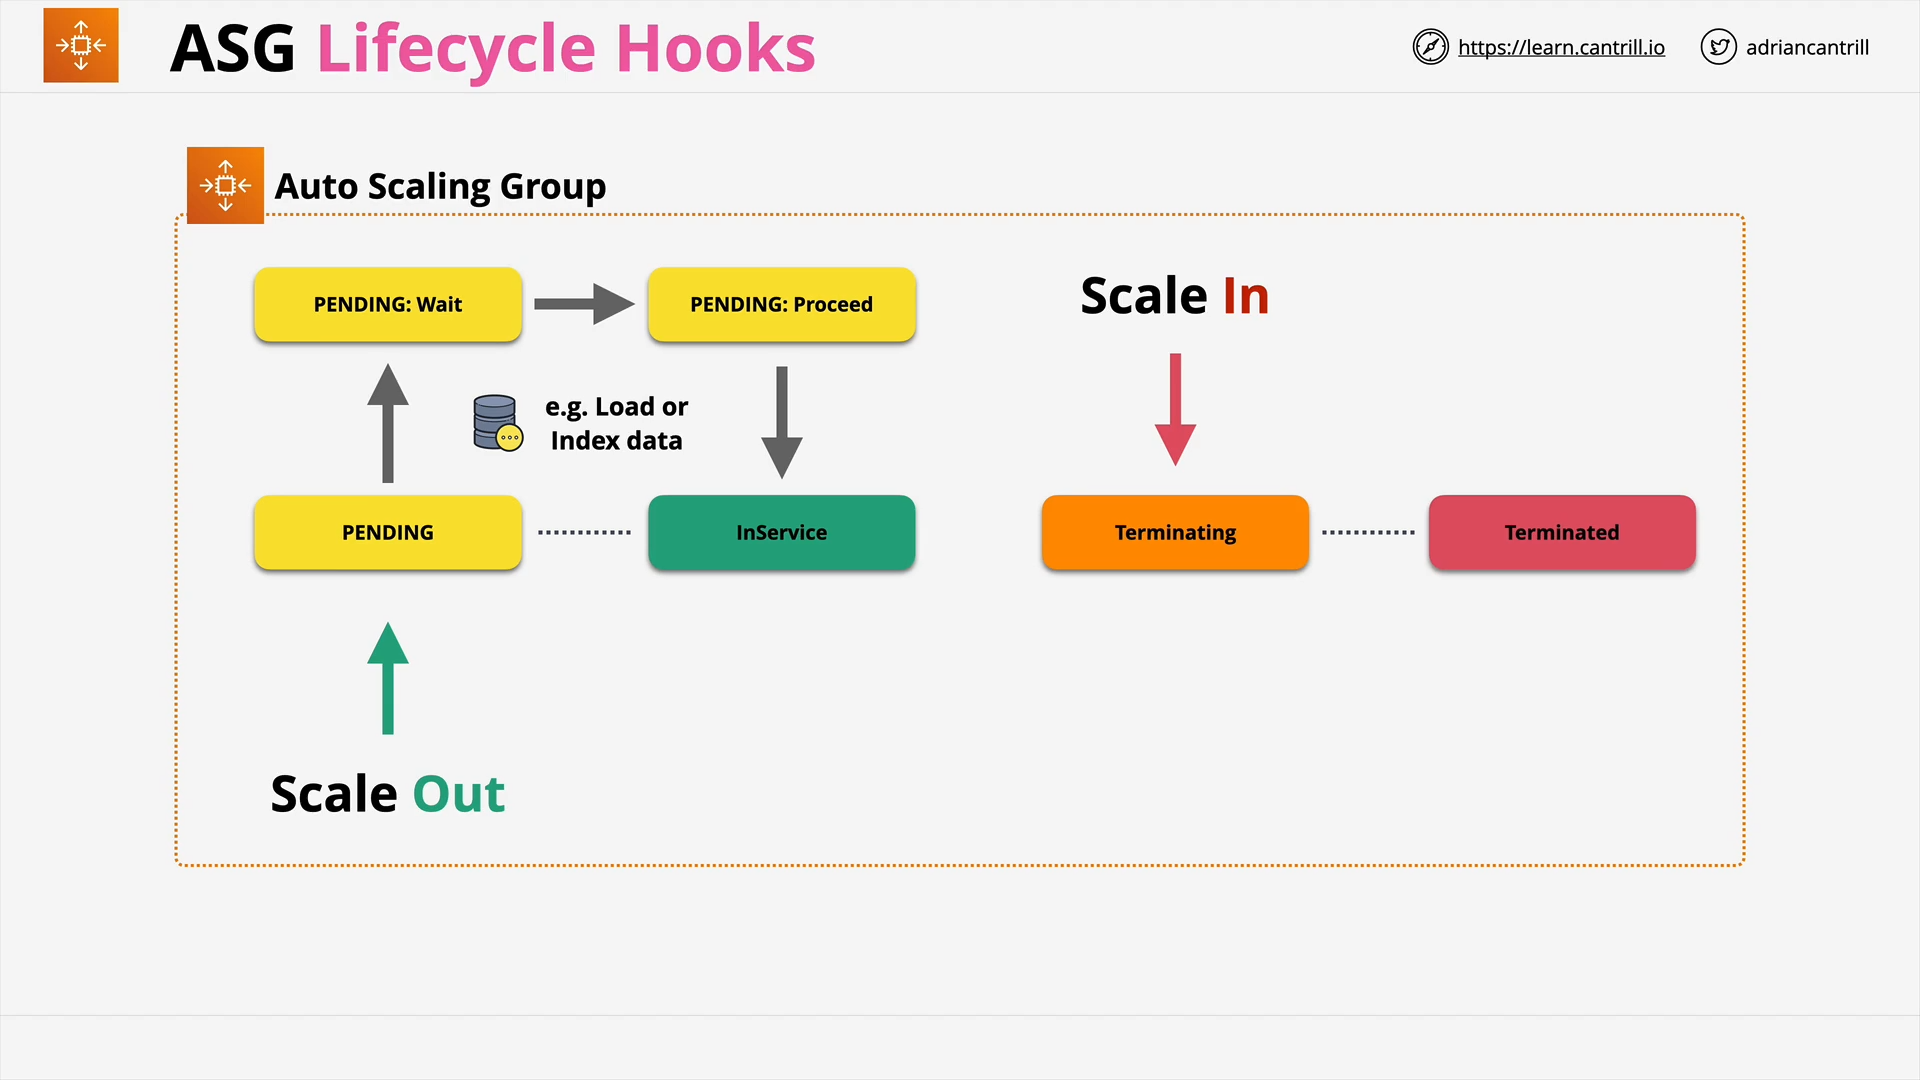 ASG Lifecycle Hooks
https://learn.cantrill.io
adriancantrill
Auto Scaling Group
PENDING: Wait
PENDING: Proceed
Scale In
e.g. Load or
Index data
PENDING
InService
Terminating
Terminated
Scale Out